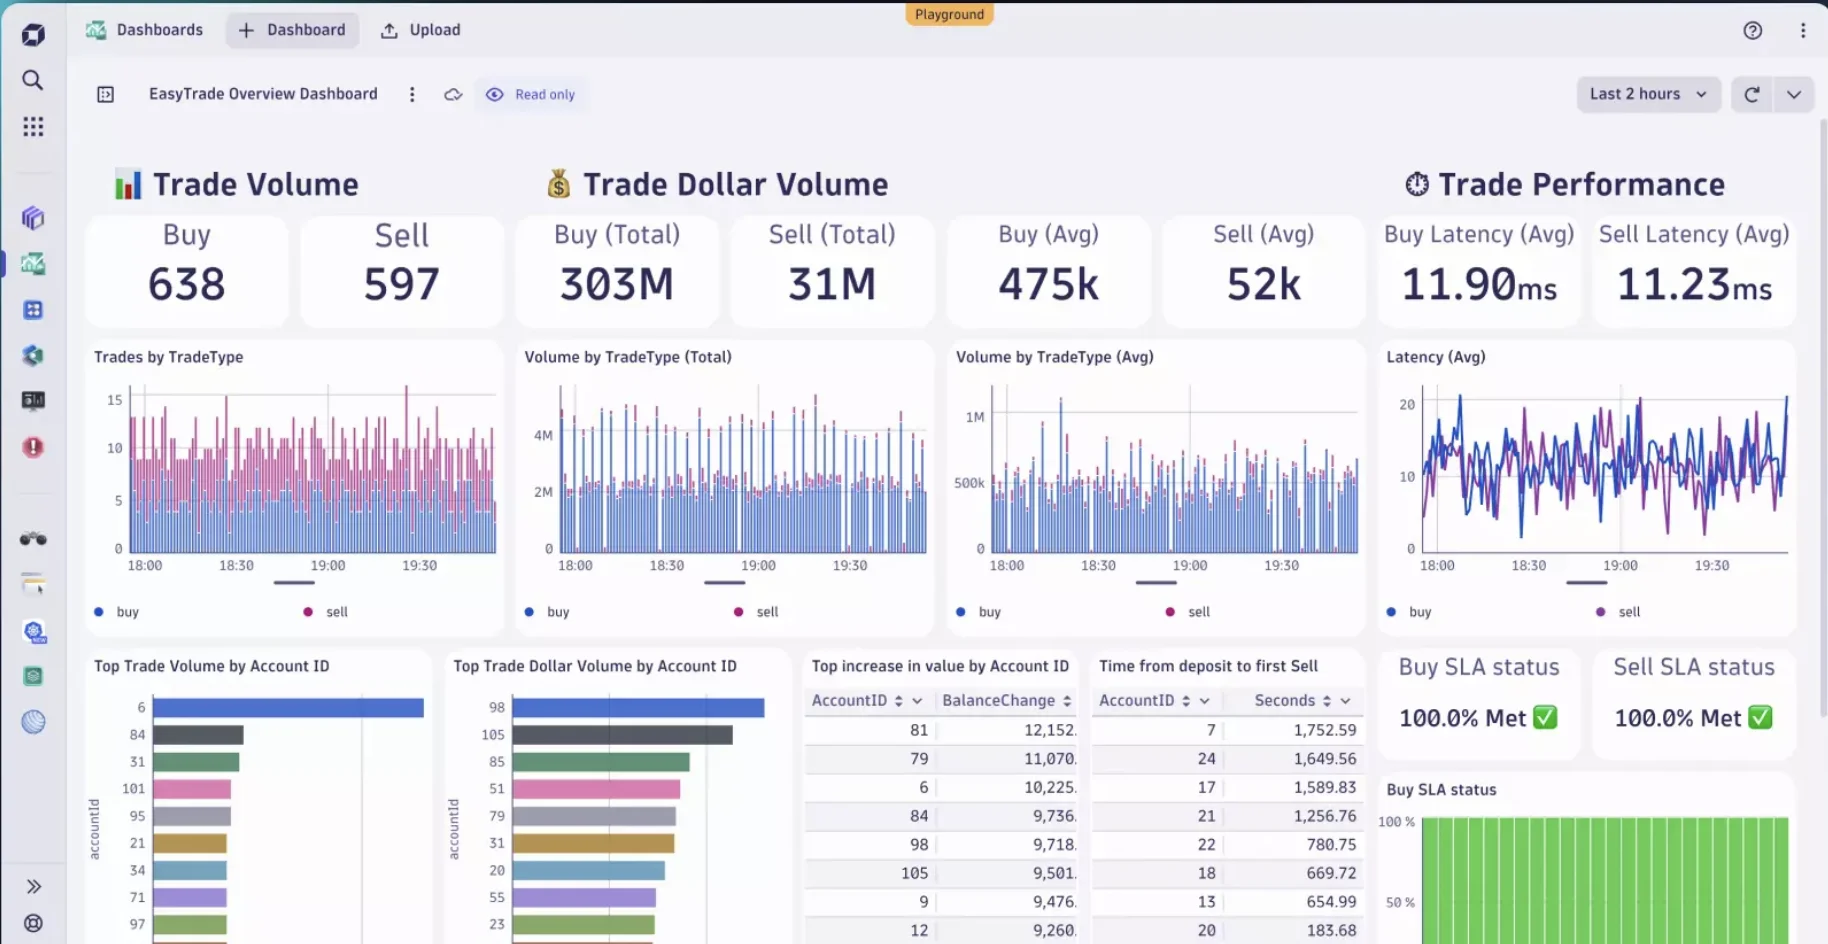 Playground
Dashboards
Dashboard
Upload
EasyTrade Overview Dashboard
Read only
Last 2 hours
Trade Volume
Trade Dollar Volume
Trade Performance
Buy
638
Sell
597
Buy (Total)
303M
Sell (Total)
31M
Buy (Avg)
475k
Sell (Avg)
52k
Buy Latency (Avg)
11.90ms
Sell Latency (Avg)
11.23ms
Trades by TradeType
15
10
5
0
18:00 18:30 19:00 19:30
buy sell
Volume by TradeType (Total)
4M
2M
0
18:00 18:30 19:00 19:30
buy sell
Volume by TradeType (Avg)
1M
500k
0
18:00 18:30 19:00 19:30
buy sell
Latency (Avg)
20
10
0
18:00 18:30 19:00 19:30
buy sell
Top Trade Volume by Account ID
accountId
6
84
31
101
95
21
34
71
97
Top Trade Dollar Volume by Account ID
accountId
98
105
85
51
79
31
20
55
23
Top increase in value by Account ID
AccountID BalanceChange
81 12,152.
79 11,070.
6 10,225.
84 9,736.
98 9,718.
105 9,501.
9 9,476.
12 9,260.
Time from deposit to first Sell
AccountID Seconds
7 1,752.59
24 1,649.56
17 1,589.83
21 1,256.76
22 780.75
18 669.72
13 654.99
20 183.68
Buy SLA status
100.0% Met
Sell SLA status
100.0% Met
Buy SLA status
100 %
50 %
NEW